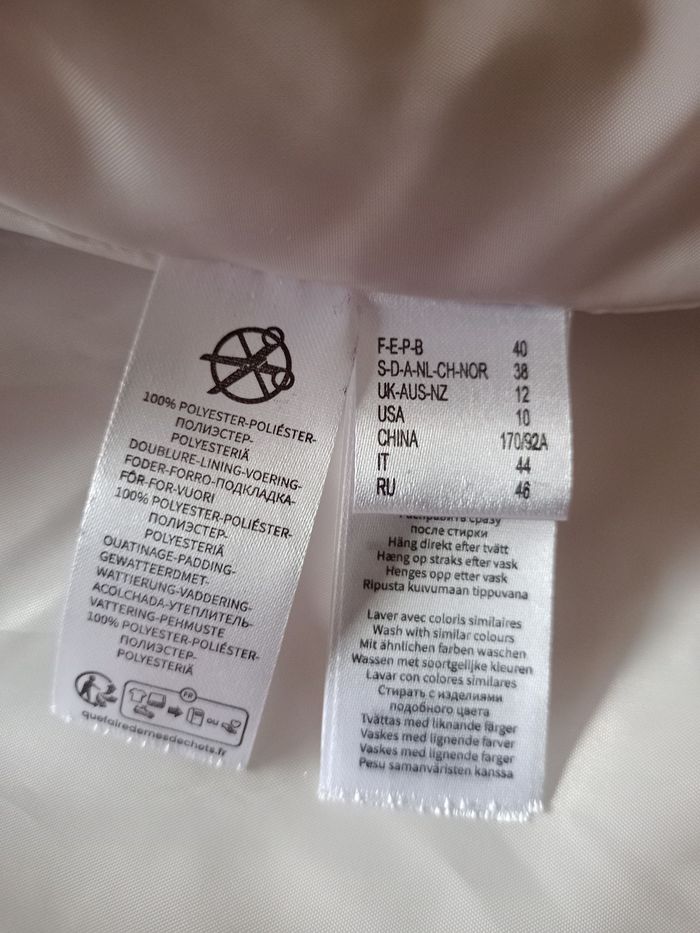 100% POLYESTER-POLIÉSTER-
ПОЛИЭСТЕР-
POLYESTERIÄ
DOUBLURE-LINING-VOERING-
FODER-FORRO-ПОДКЛАДКА-
FÔR-FOR-VUORI
100% POLYESTER-POLIÉSTER-
ПОЛИЭСТЕР-
POLYESTERIÄ
OUATINAGE-PADDING-
GEWATTEERDMET-
WATTIERUNG-VADDERING-
ACOLCHADA-УТЕПЛИТЕЛЬ-
VATTERING-PEHMUSTE
100% POLYESTER-POLIÉSTER-
ПОЛИЭСТЕР-
POLYESTERIÄ
FR
OU
quefairedemesdechets.fr
F-E-P-B 40
S-D-A-NL-CH-NOR 38
UK-AUS-NZ 12
USA 10
CHINA 170/92A
IT 44
RU 46
Расправить сразу
после стирки
Häng direkt efter tvätt
Hæng op straks efter vask
Henges opp etter vask
Ripusta kuivumaan tippuvana
Laver avec coloris similaires
Wash with similar colours
Mit ähnlichen farben waschen
Wassen met soortgelijke kleuren
Lavar con colores similares
Стирать с изделиями
подобного цвета
Tvättas med liknande färger
Vaskes med lignende farver
Vaskes med lignende farger
Pesu samanväristen kanssa